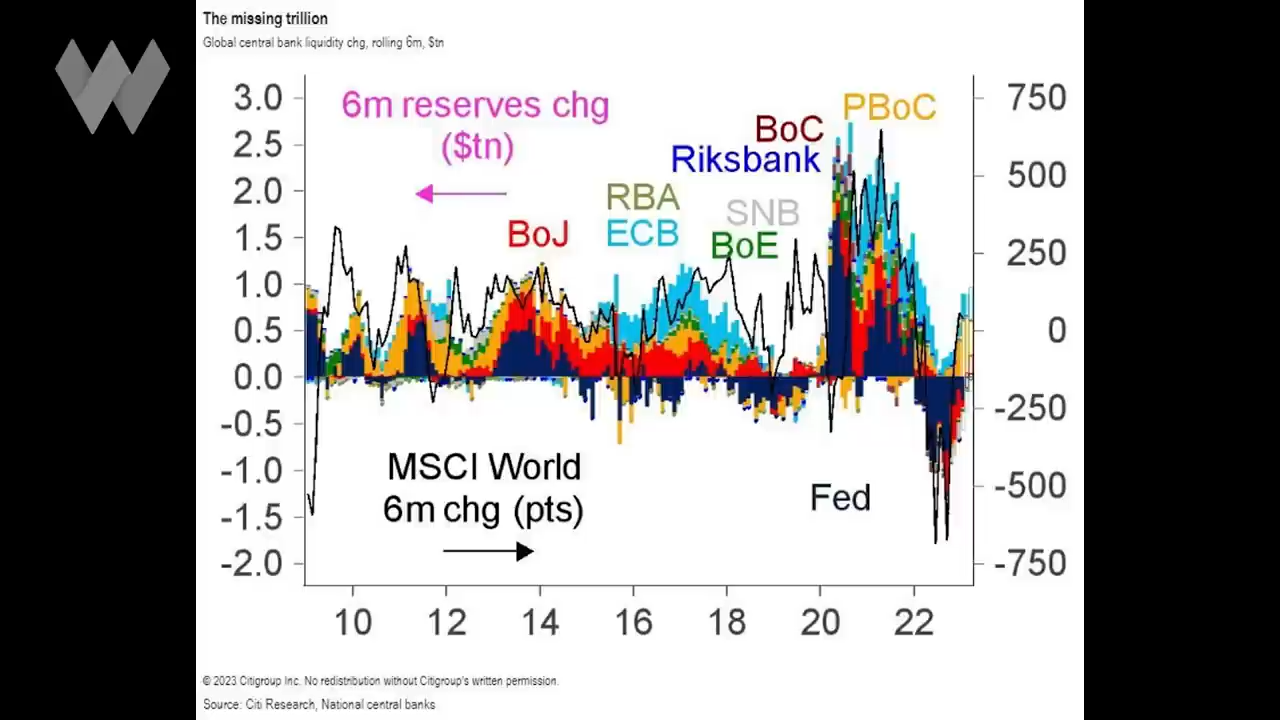 The missing trillion
Global central bank liquidity chg, rolling 6m, $tn
3.0
2.5
2.0
1.5
1.0
0.5
0.0
-0.5
-1.0
-1.5
-2.0
6m reserves chg
($tn)
BoJ
RBA
ECB
BoC
Riksbank
SNB
BoE
PBoC
MSCI World
6m chg (pts)
Fed
750
500
250
0
-250
-500
-750
10 12 14 16 18 20 22
© 2023 Citigroup Inc. No redistribution without Citigroup's written permission.
Source: Citi Research, National central banks